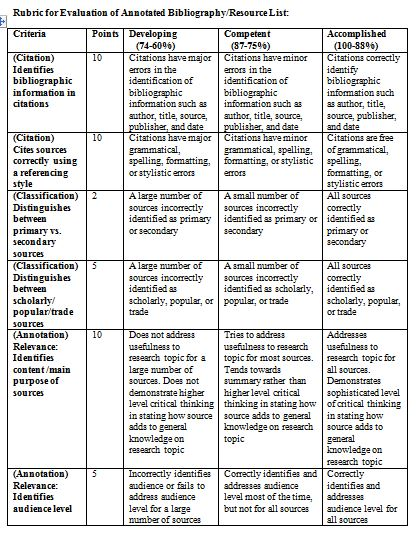 Rubric for Evaluation of Annotated Bibliography/Resource List:
Criteria Points Developing Competent Accomplished
(74-60%) (87-75%) (100-88%)
(Citation) 10 Citations have major Citations have minor Citations correctly
Identifies errors in the errors in the identify
bibliographic identification of identification of bibliographic
information in bibliographic bibliographic information such
citations information such as information such as as author, title,
author, title, source, author, title, source, source, publisher,
publisher, and date publisher, and date and date
(Citation) 10 Citations have major Citations have minor Citations are free
Cites sources grammatical, grammatical, spelling, of grammatical,
correctly using spelling, formatting, formatting, or stylistic spelling,
a referencing or stylistic errors errors formatting, or
style stylistic errors
(Classification) 2 A large number of A small number of All sources
Distinguishes sources incorrectly sources incorrectly correctly
between identified as primary identified as primary or identified as
primary vs. or secondary secondary primary or
secondary secondary
sources
(Classification) 5 A large number of A small number of All sources
Distinguishes sources incorrectly sources incorrectly correctly
between identified as identified as scholarly, identified as
scholarly/ scholarly, popular, or popular, or trade scholarly, popular,
popular/trade trade or trade
sources
(Annotation) 10 Does not address Tries to address Addresses
Relevance: usefulness to usefulness to research usefulness to
Identifies research topic for a topic for most sources. research topic for
content /main large number of Tends towards all sources.
purpose of sources. Does not summary rather than Demonstrates
sources demonstrate higher higher level critical sophisticated level
level critical thinking thinking in stating how of critical thinking
in stating how source source adds to general in stating how
adds to general knowledge on research source adds to
knowledge on topic general
research topic knowledge on
research topic
(Annotation) 5 Incorrectly identifies Correctly identifies and Correctly
Relevance: audience or fails to addresses audience identifies and
Identifies address audience level most of the time, addresses
audience level level for a large but not for all sources audience level for
number of sources all sources